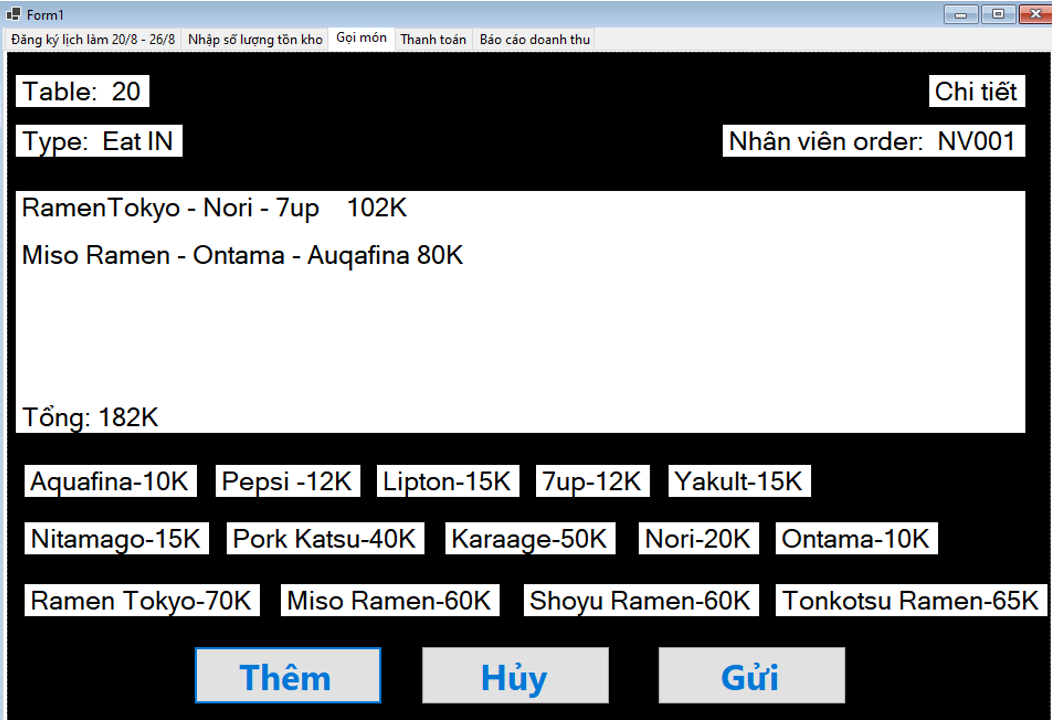 Form1
Đăng ký lịch làm 20/8 - 26/8 Nhập số lượng tồn kho Gọi món Thanh toán Báo cáo doanh thu
Table: 20 Chi tiết
Type: Eat IN Nhân viên order: NV001
RamenTokyo - Nori - 7up 102K
Miso Ramen - Ontama - Auqafina 80K
Tổng: 182K
Aquafina-10K Pepsi -12K Lipton-15K 7up-12K Yakult-15K
Nitamago-15K Pork Katsu-40K Karaage-50K Nori-20K Ontama-10K
Ramen Tokyo-70K Miso Ramen-60K Shoyu Ramen-60K Tonkotsu Ramen-65K
Thêm Hủy Gửi